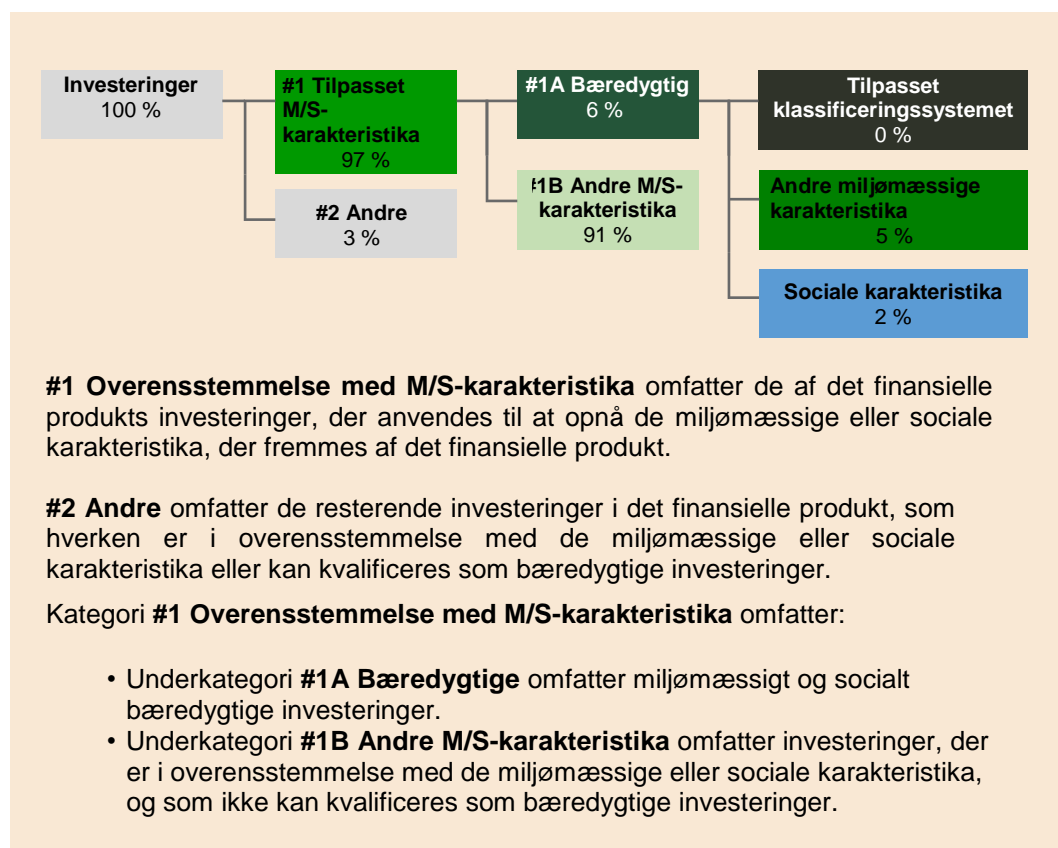 Investeringer
100 %
#1 Tilpasset
M/S-
karakteristika
97 %
#2 Andre
3 %
#1A Bæredygtig
6 %
#1B Andre M/S-
karakteristika
91 %
Tilpasset
klassificeringssystemet
0 %
Andre miljømæssige
karakteristika
5 %
Sociale karakteristika
2 %
#1 Overensstemmelse med M/S-karakteristika omfatter de af det finansielle
produkts investeringer, der anvendes til at opnå de miljømæssige eller sociale
karakteristika, der fremmes af det finansielle produkt.
#2 Andre omfatter de resterende investeringer i det finansielle produkt, som
hverken er i overensstemmelse med de miljømæssige eller sociale
karakteristika eller kan kvalificeres som bæredygtige investeringer.
Kategori #1 Overensstemmelse med M/S-karakteristika omfatter:
• Underkategori #1A Bæredygtige omfatter miljømæssigt og socialt
bæredygtige investeringer.
• Underkategori #1B Andre M/S-karakteristika omfatter investeringer, der
er i overensstemmelse med de miljømæssige eller sociale karakteristika,
og som ikke kan kvalificeres som bæredygtige investeringer.